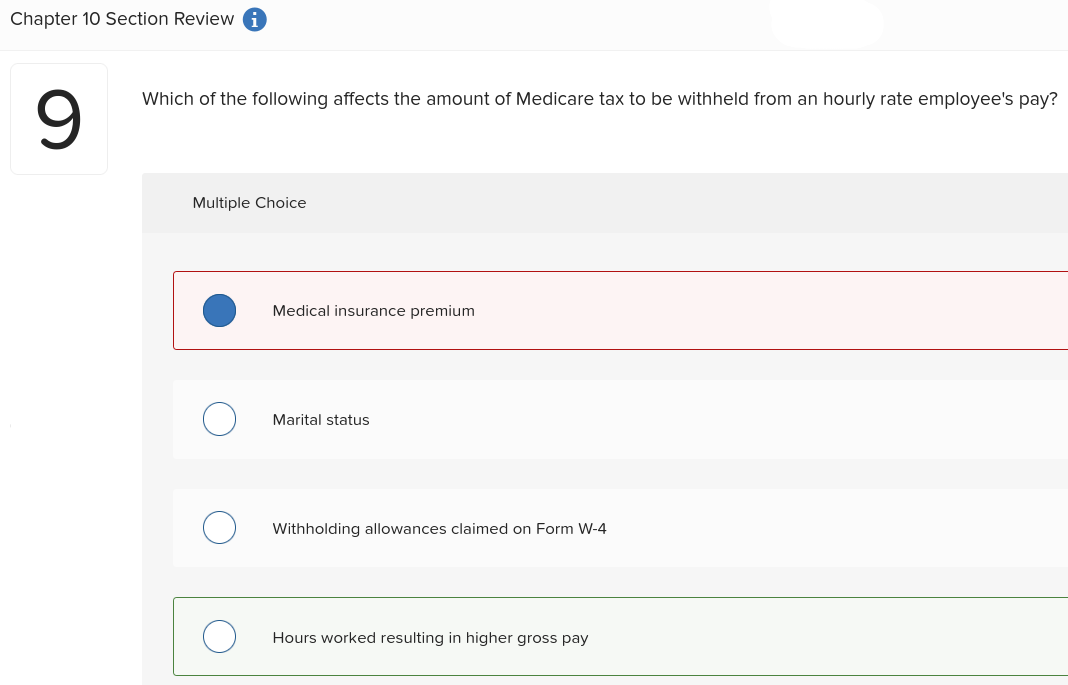 Chapter 10 Section Review i
9
Which of the following affects the amount of Medicare tax to be withheld from an hourly rate employee's pay?
Multiple Choice
Medical insurance premium
Marital status
Withholding allowances claimed on Form W-4
Hours worked resulting in higher gross pay